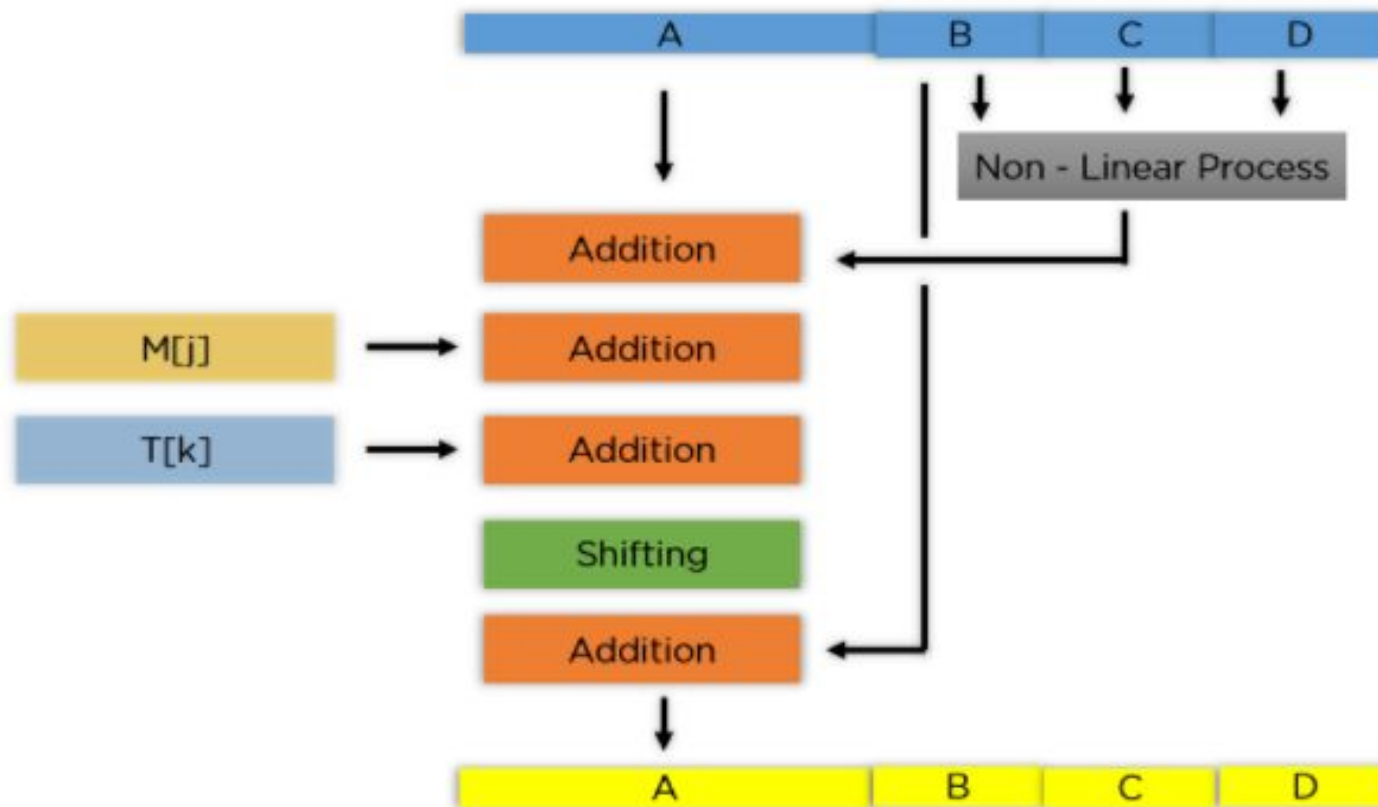 A B C D
Non - Linear Process
Addition
M[j] Addition
T[k] Addition
Shifting
Addition
A B C D